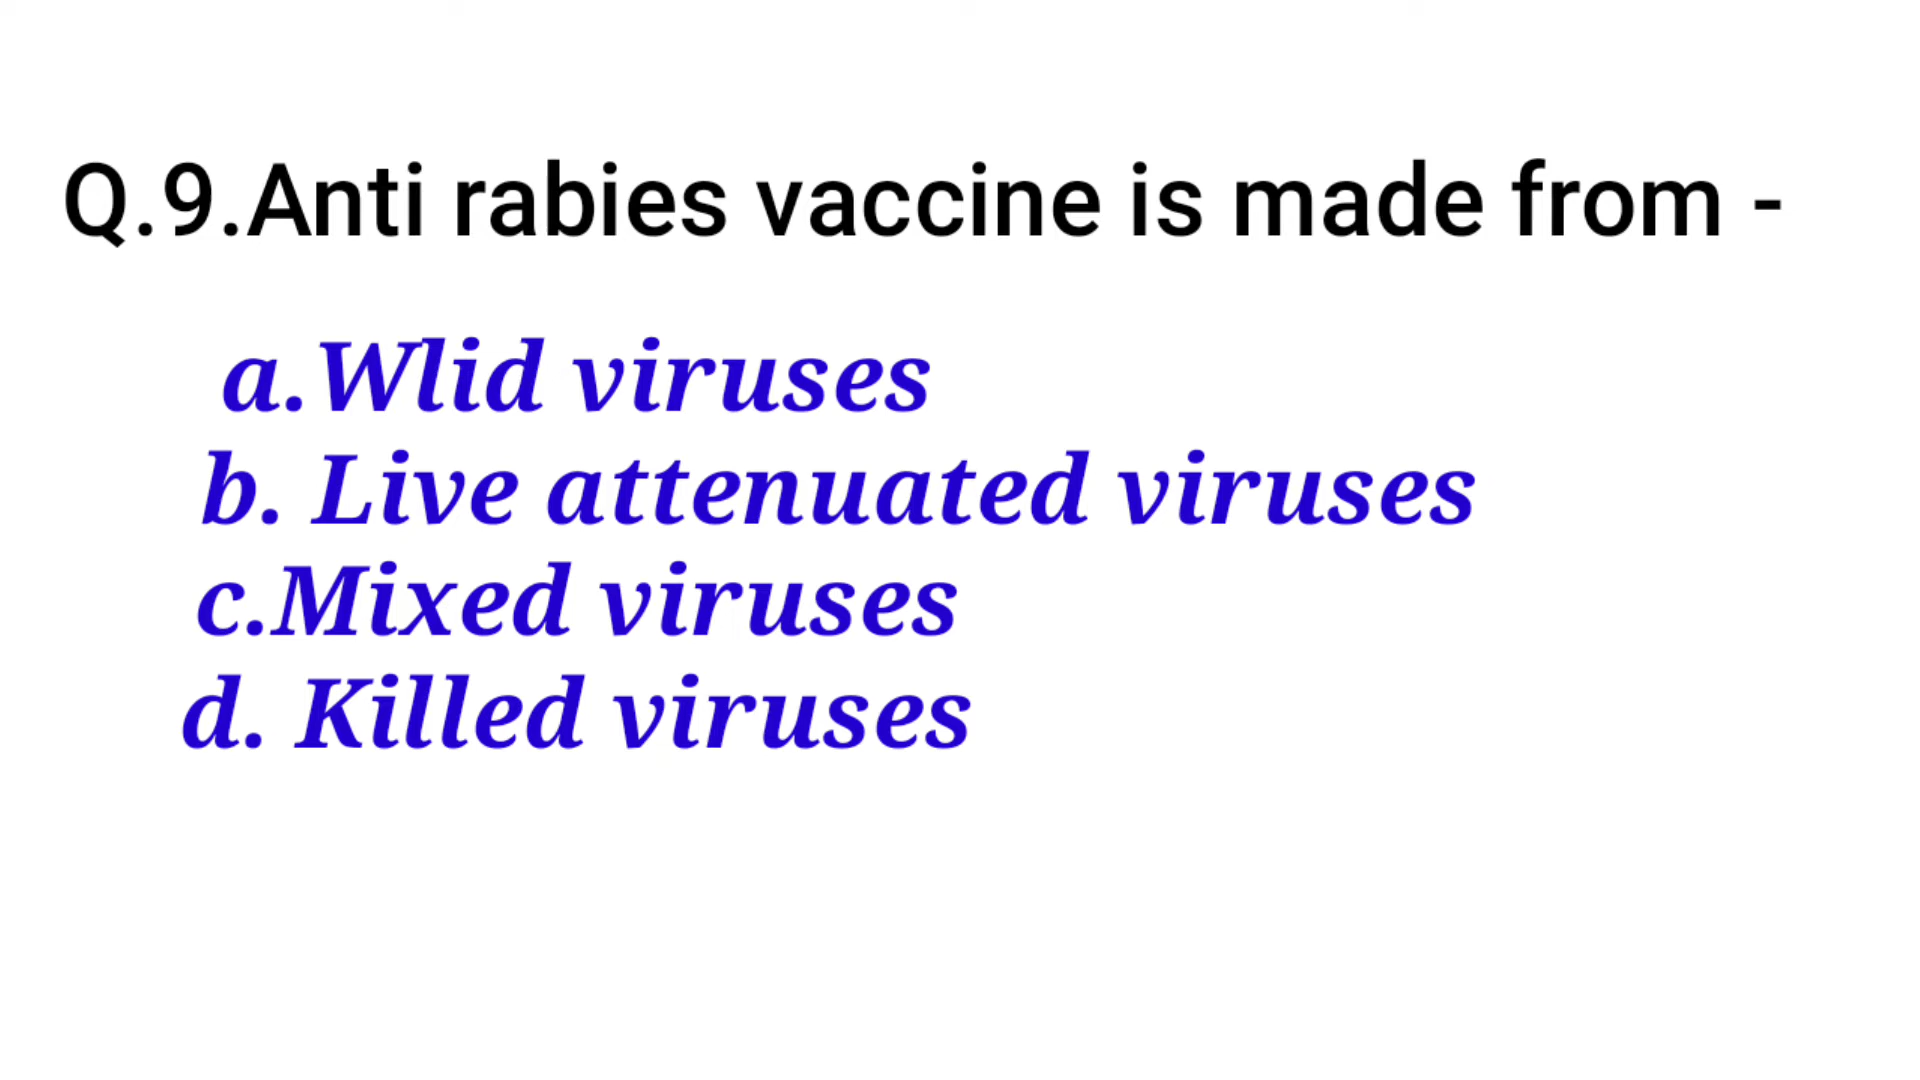 Q.9.Anti rabies vaccine is made from -
a.Wlid viruses
b. Live attenuated viruses
c.Mixed viruses
d. Killed viruses